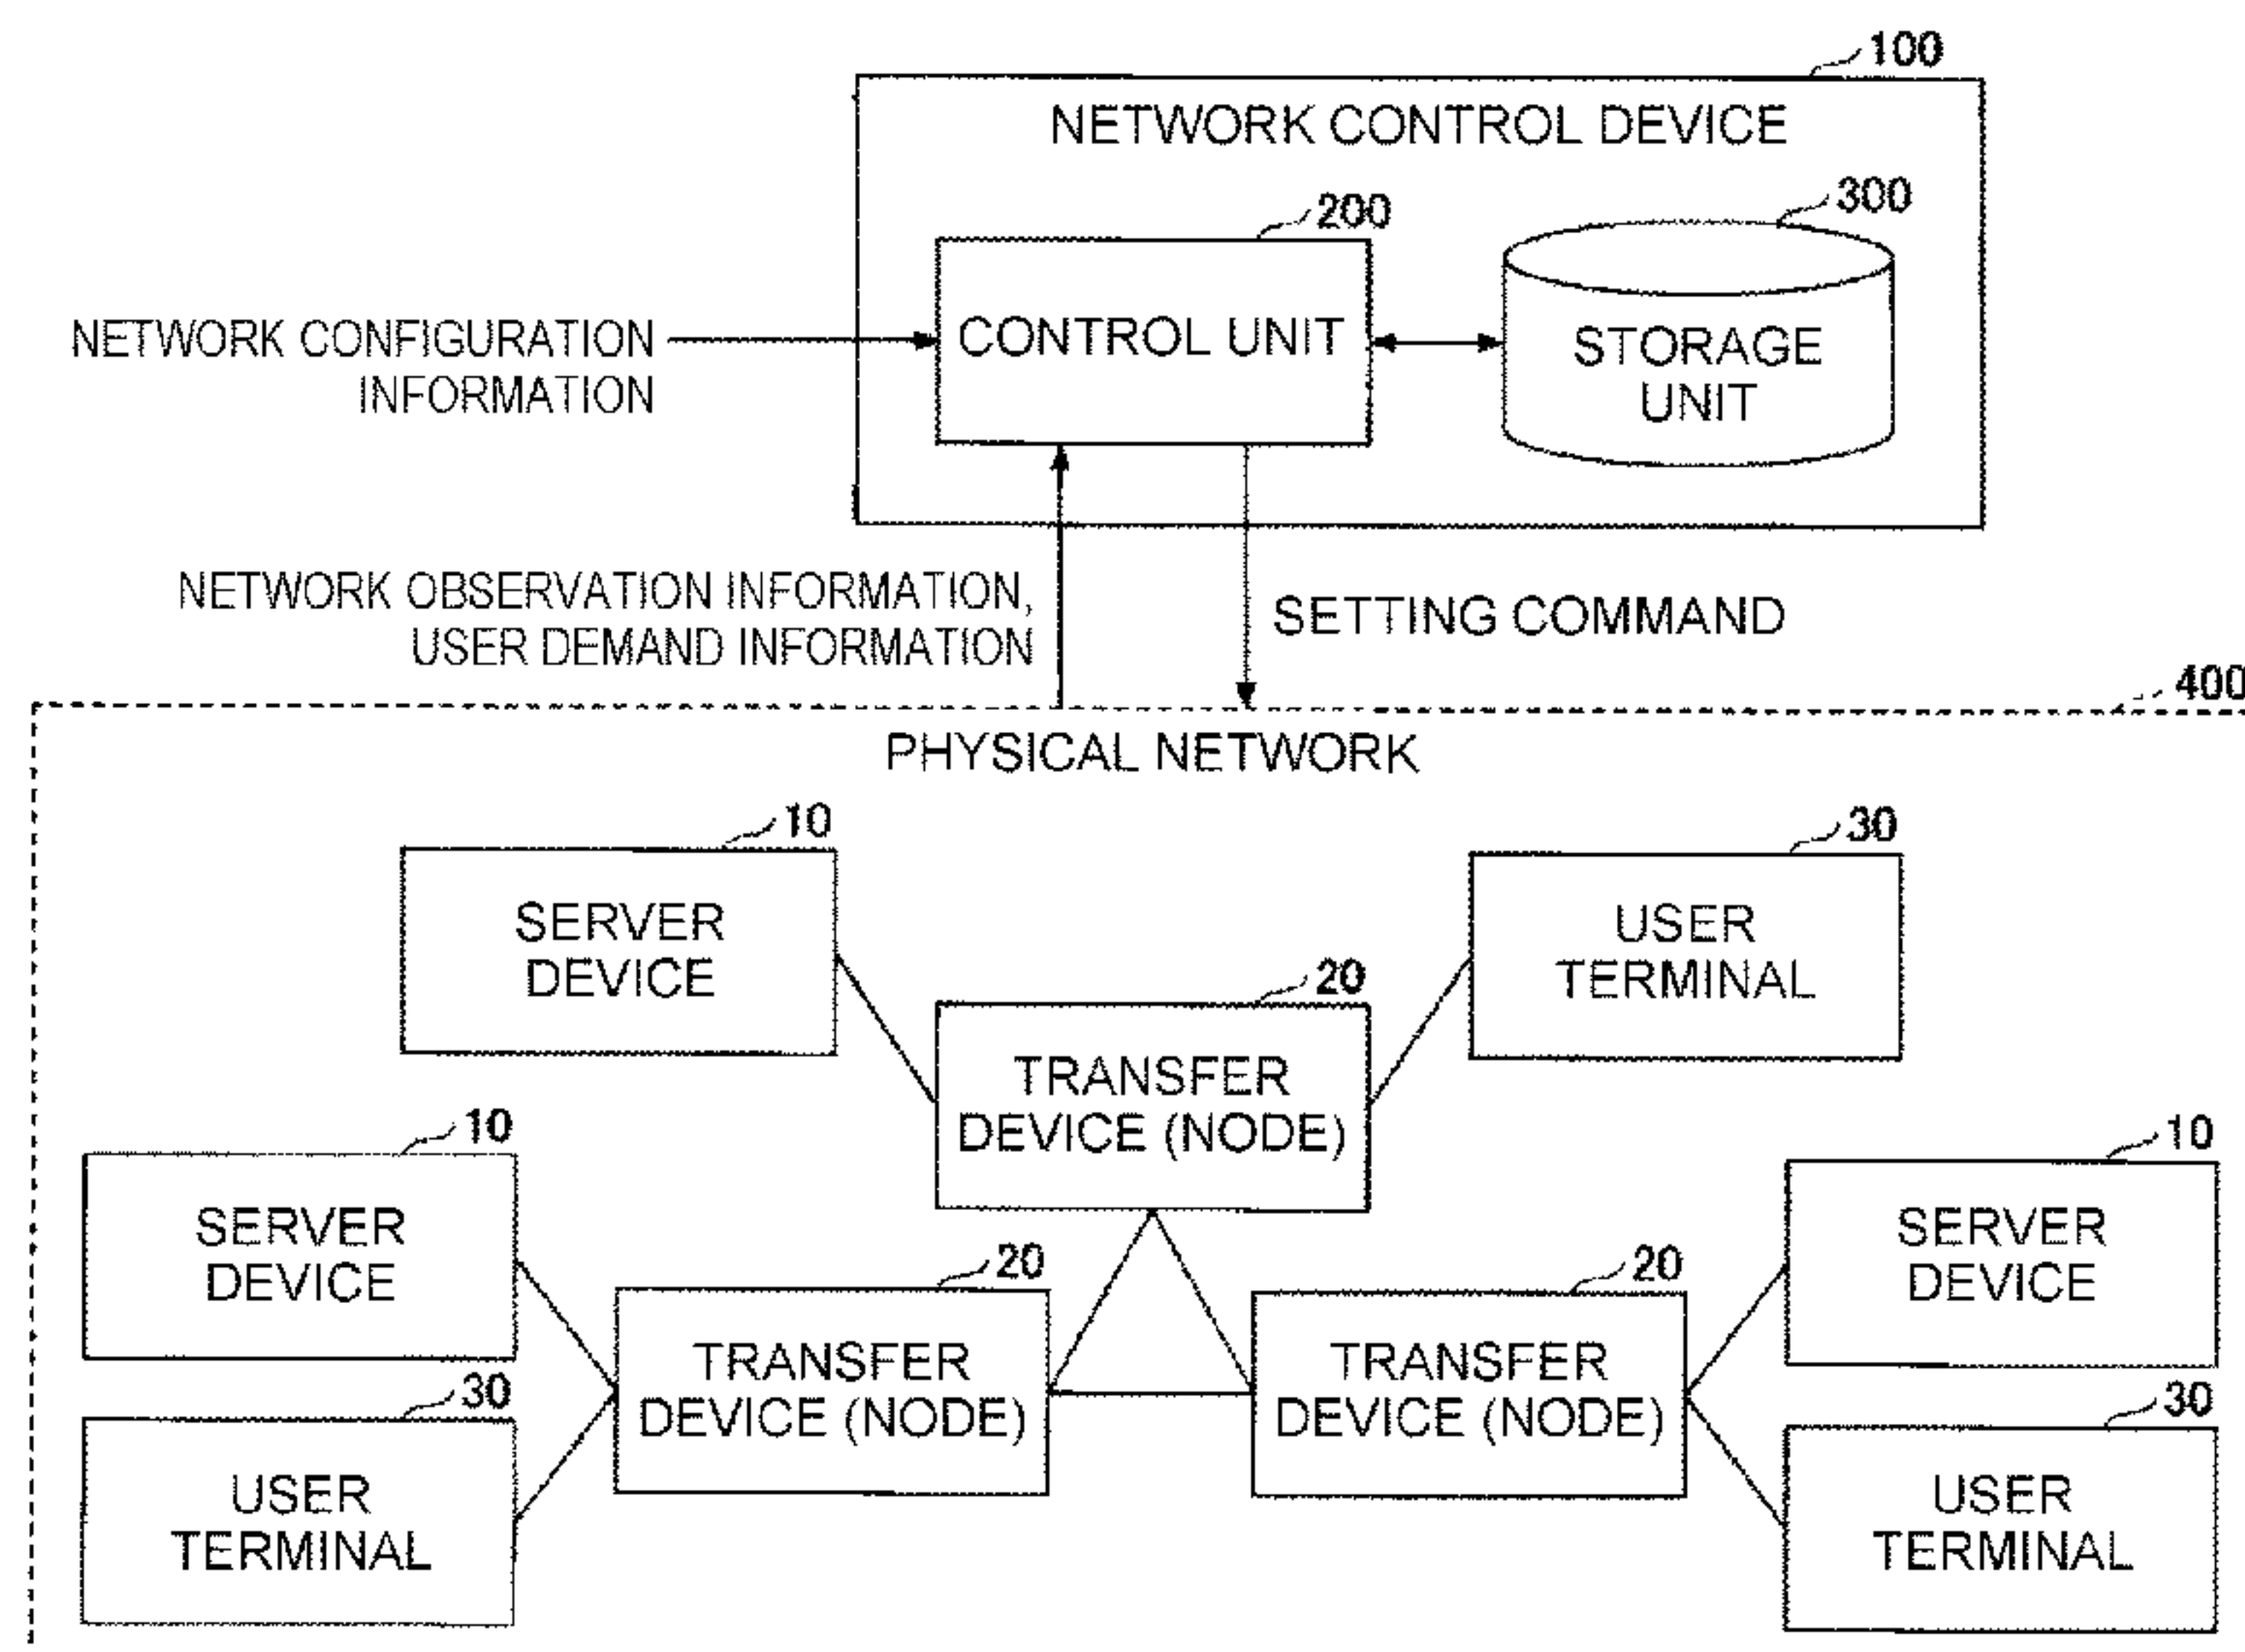 100
NETWORK CONTROL DEVICE
200
300
CONTROL UNIT
STORAGE
UNIT
NETWORK CONFIGURATION
INFORMATION
NETWORK OBSERVATION INFORMATION,
USER DEMAND INFORMATION
SETTING COMMAND
400
PHYSICAL NETWORK
10
SERVER
DEVICE
30
USER
TERMINAL
20
TRANSFER
DEVICE (NODE)
10
SERVER
DEVICE
10
SERVER
DEVICE
20
TRANSFER
DEVICE (NODE)
20
TRANSFER
DEVICE (NODE)
30
USER
TERMINAL
30
USER
TERMINAL